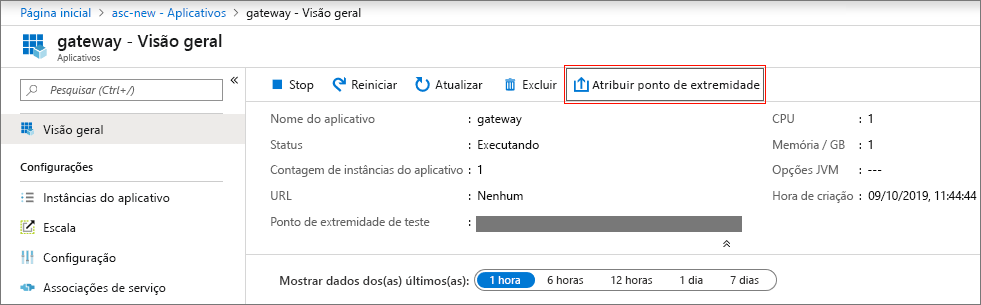 Página inicial > asc-new - Aplicativos > gateway - Visão geral
gateway - Visão geral
Aplicativos
Pesquisar (Ctrl+/)
«
Visão geral
Configurações
Instâncias do aplicativo
Escala
Configuração
Associações de serviço
Stop Reiniciar Atualizar Excluir Atribuir ponto de extremidade
Nome do aplicativo : gateway CPU : 1
Status : Executando Memória / GB : 1
Contagem de instâncias do aplicativo : 1 Opções JVM : ---
URL : Nenhum Hora de criação : 09/10/2019, 11:44:44
Ponto de extremidade de teste :
Mostrar dados dos(as) últimos(as): 1 hora 6 horas 12 horas 1 dia 7 dias